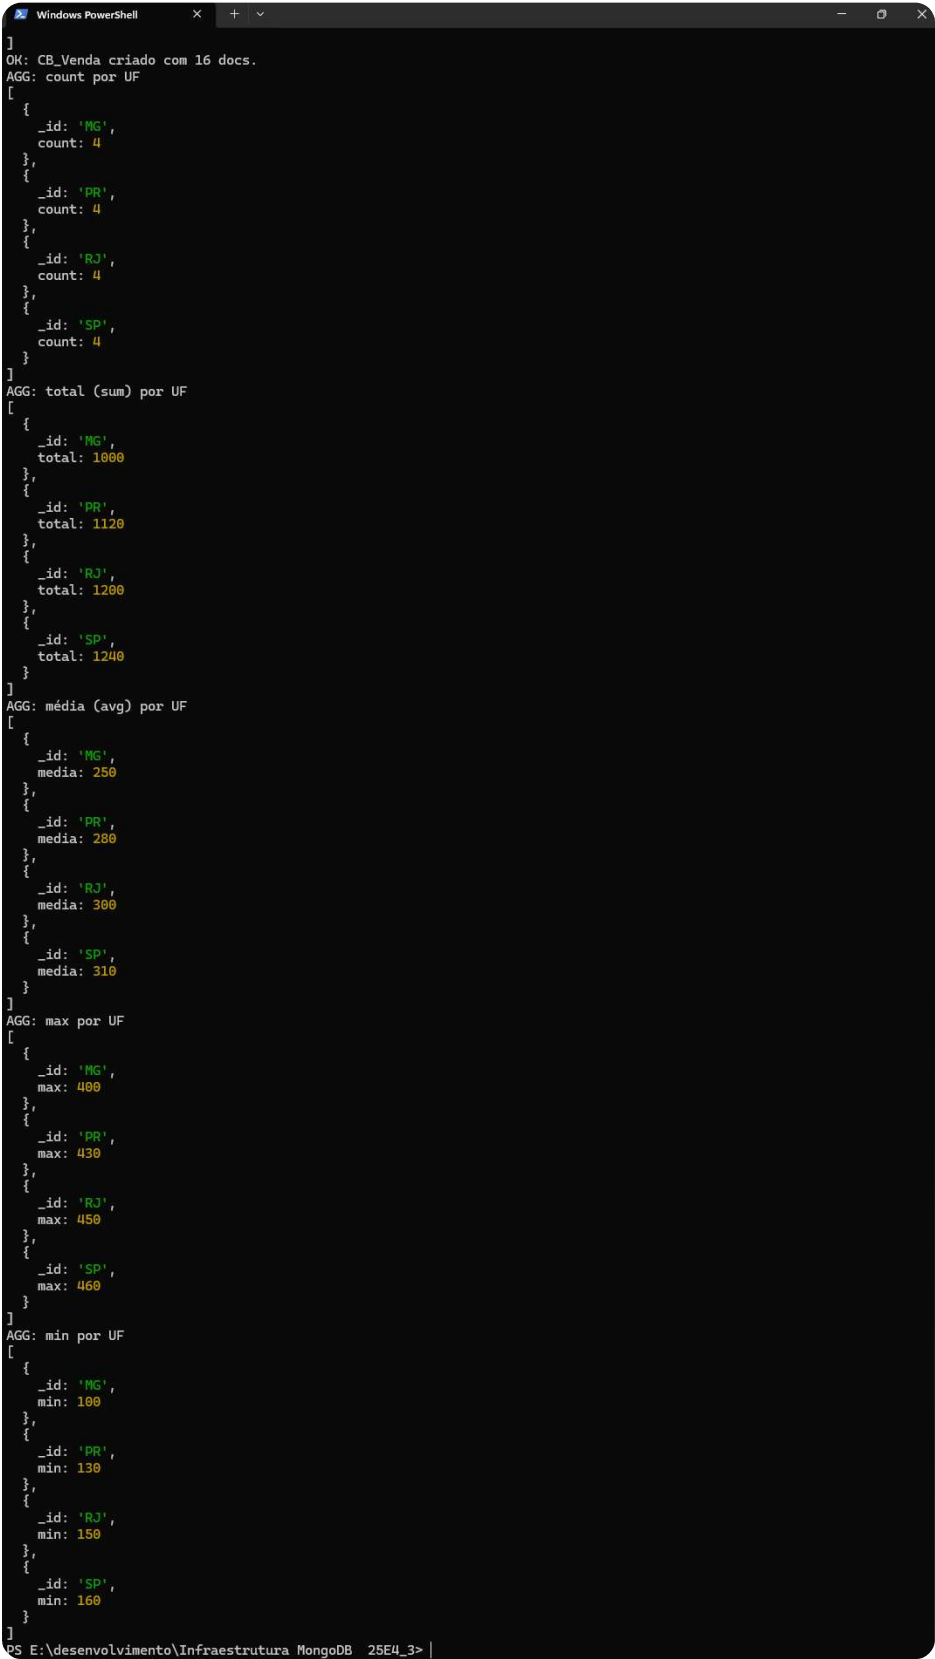 Windows PowerShell
]
OK: CB_Venda criado com 16 docs.
AGG: count por UF
[
  {
    _id: 'MG',
    count: 4
  },
  {
    _id: 'PR',
    count: 4
  },
  {
    _id: 'RJ',
    count: 4
  },
  {
    _id: 'SP',
    count: 4
  }
]
AGG: total (sum) por UF
[
  {
    _id: 'MG',
    total: 1000
  },
  {
    _id: 'PR',
    total: 1120
  },
  {
    _id: 'RJ',
    total: 1200
  },
  {
    _id: 'SP',
    total: 1240
  }
]
AGG: média (avg) por UF
[
  {
    _id: 'MG',
    media: 250
  },
  {
    _id: 'PR',
    media: 280
  },
  {
    _id: 'RJ',
    media: 300
  },
  {
    _id: 'SP',
    media: 310
  }
]
AGG: max por UF
[
  {
    _id: 'MG',
    max: 400
  },
  {
    _id: 'PR',
    max: 430
  },
  {
    _id: 'RJ',
    max: 450
  },
  {
    _id: 'SP',
    max: 460
  }
]
AGG: min por UF
[
  {
    _id: 'MG',
    min: 100
  },
  {
    _id: 'PR',
    min: 130
  },
  {
    _id: 'RJ',
    min: 150
  },
  {
    _id: 'SP',
    min: 160
  }
]
PS E:\desenvolvimento\Infraestrutura MongoDB  25E4_3>